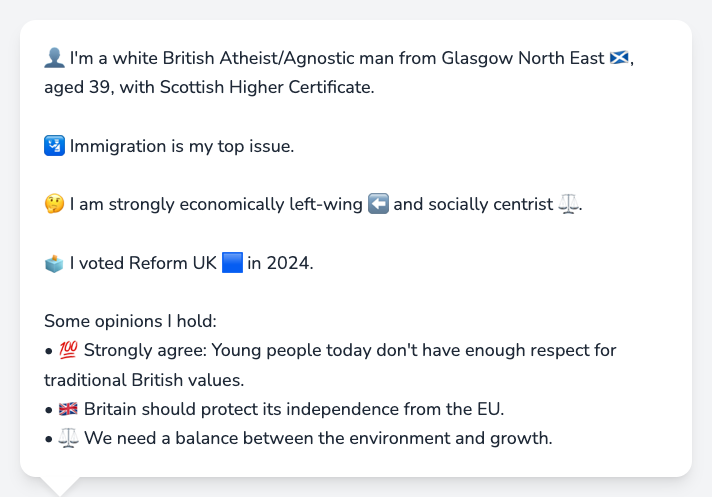 👤 I'm a white British Atheist/Agnostic man from Glasgow North East 🏴󠁧󠁢󠁳󠁣󠁴󠁿,
aged 39, with Scottish Higher Certificate.
🛂 Immigration is my top issue.
🤔 I am strongly economically left-wing ⬅️ and socially centrist ⚖️.
🗳️ I voted Reform UK 🟦 in 2024.
Some opinions I hold:
• 💯 Strongly agree: Young people today don't have enough respect for
traditional British values.
• 🇬🇧 Britain should protect its independence from the EU.
• ⚖️ We need a balance between the environment and growth.